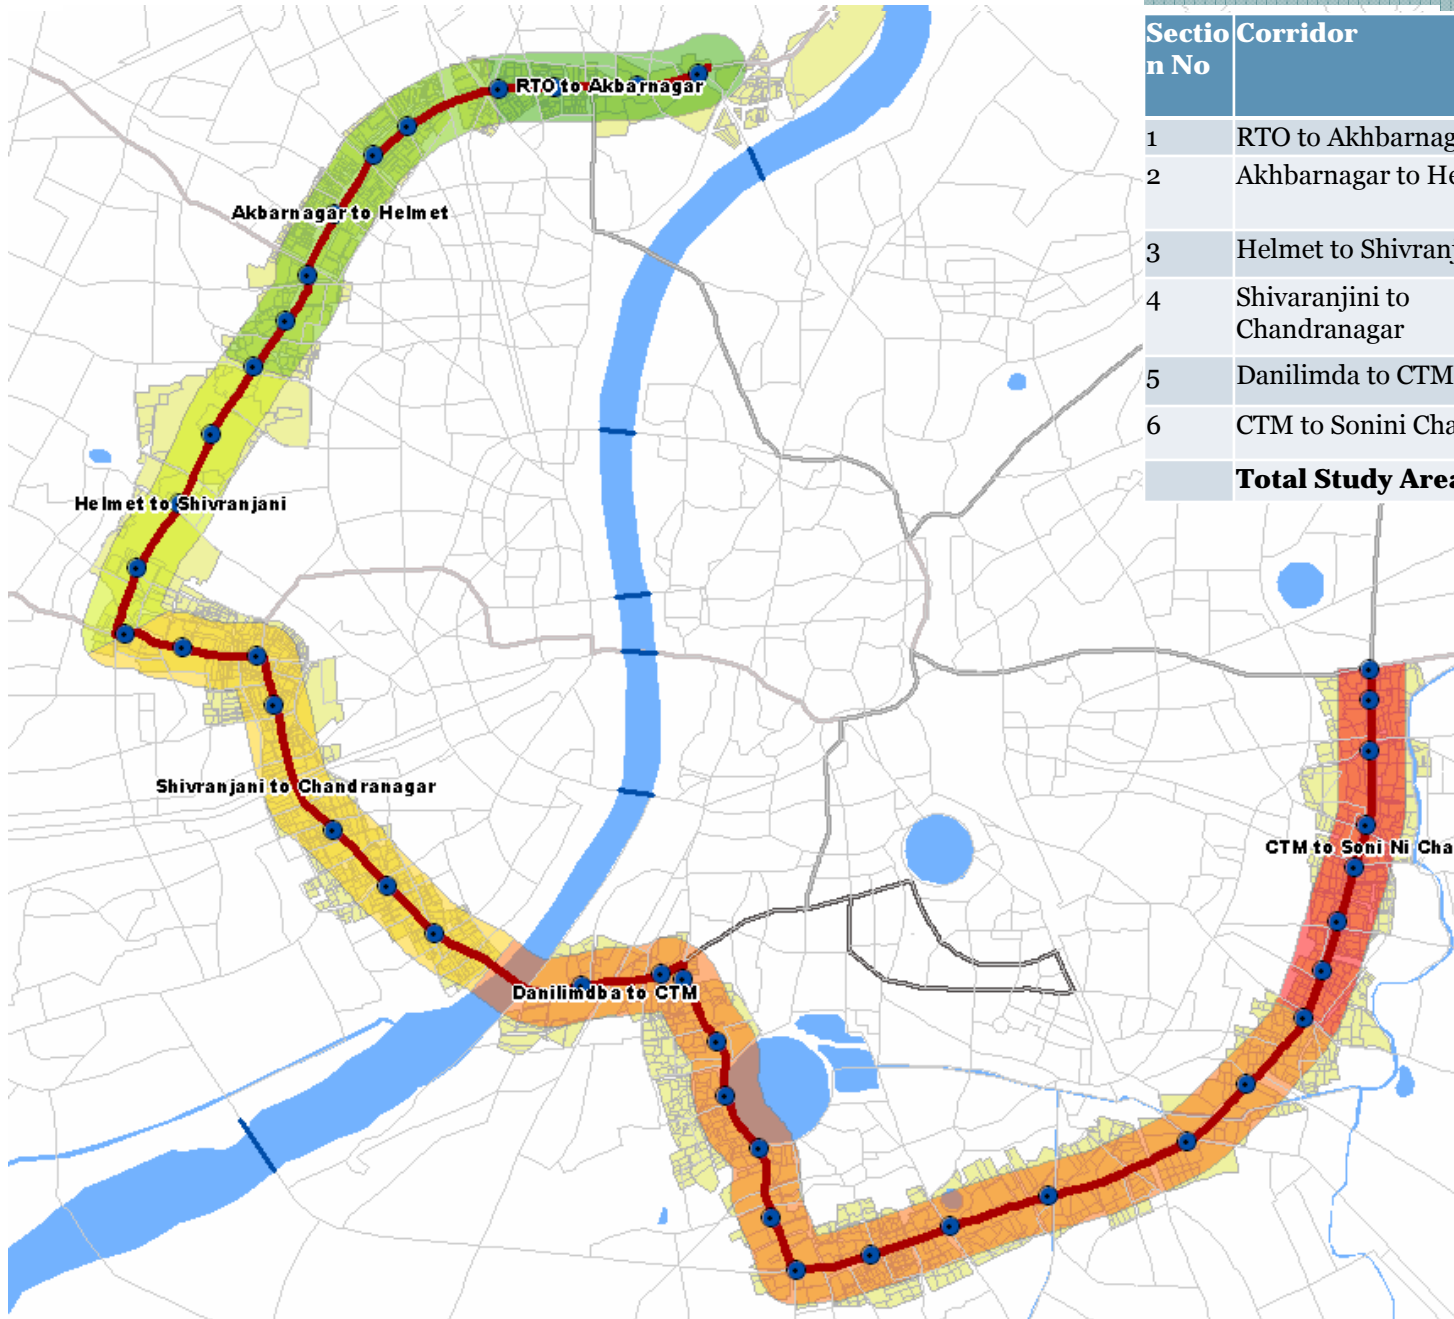 RTO to Akbarnagar
Akbarnagar to Helmet
Helmet to Shivranjani
Shivranjani to Chandranagar
Danilimdba to CTM
CTM to Soni Ni Cha
Sectio
n No
Corridor
1
RTO to Akhbarnag
2
Akhbarnagar to He
3
Helmet to Shivranj
4
Shivaranjini to
Chandranagar
5
Danilimda to CTM
6
CTM to Sonini Cha
Total Study Area